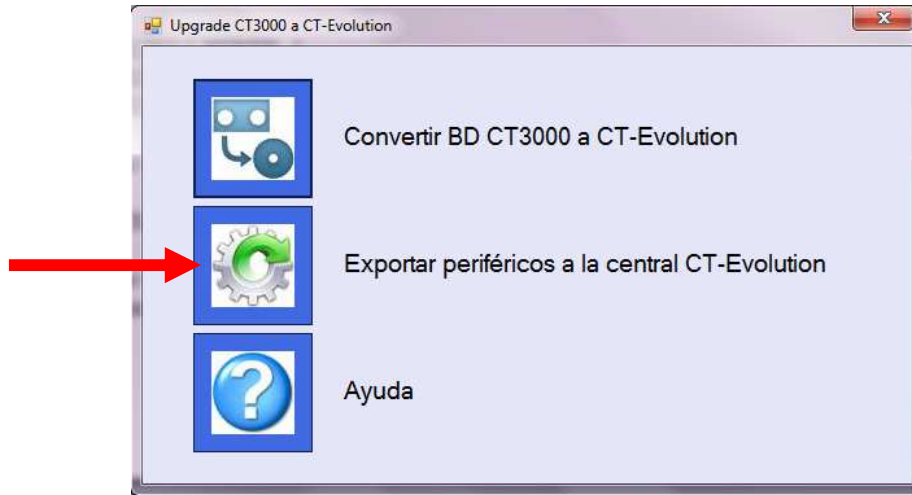 Upgrade CT3000 a CT-Evolution
Convertir BD CT3000 a CT-Evolution
Exportar periféricos a la central CT-Evolution
Ayuda